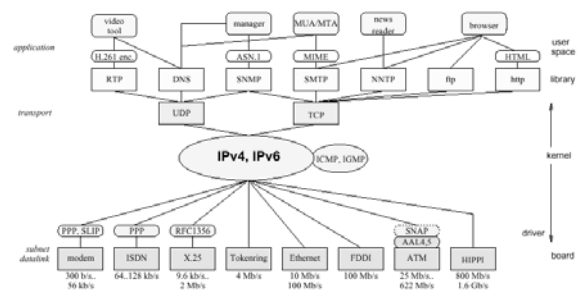 video
tool
manager
MUA/MTA
news
reader
browser
application
user
space
H.261 enc.
ASN.1
MIME
HTML
RTP
DNS
SNMP
SMTP
NNTP
ftp
http
library
transport
UDP
TCP
IPv4, IPv6
ICMP, IGMP
kernel
PPP, SLIP
PPP
RFC1356
SNAP
driver
AAL4,5
subnet
datalink
modem
ISDN
X.25
Tokenring
Ethernet
FDDI
ATM
HIPPI
board
300 b/s..
56 kb/s
64..128 kb/s
9.6 kb/s..
2 Mb/s
4 Mb/s
10 Mb/s
100 Mb/s
100 Mb/s
25 Mb/s..
622 Mb/s
800 Mb/s
1.6 Gb/s